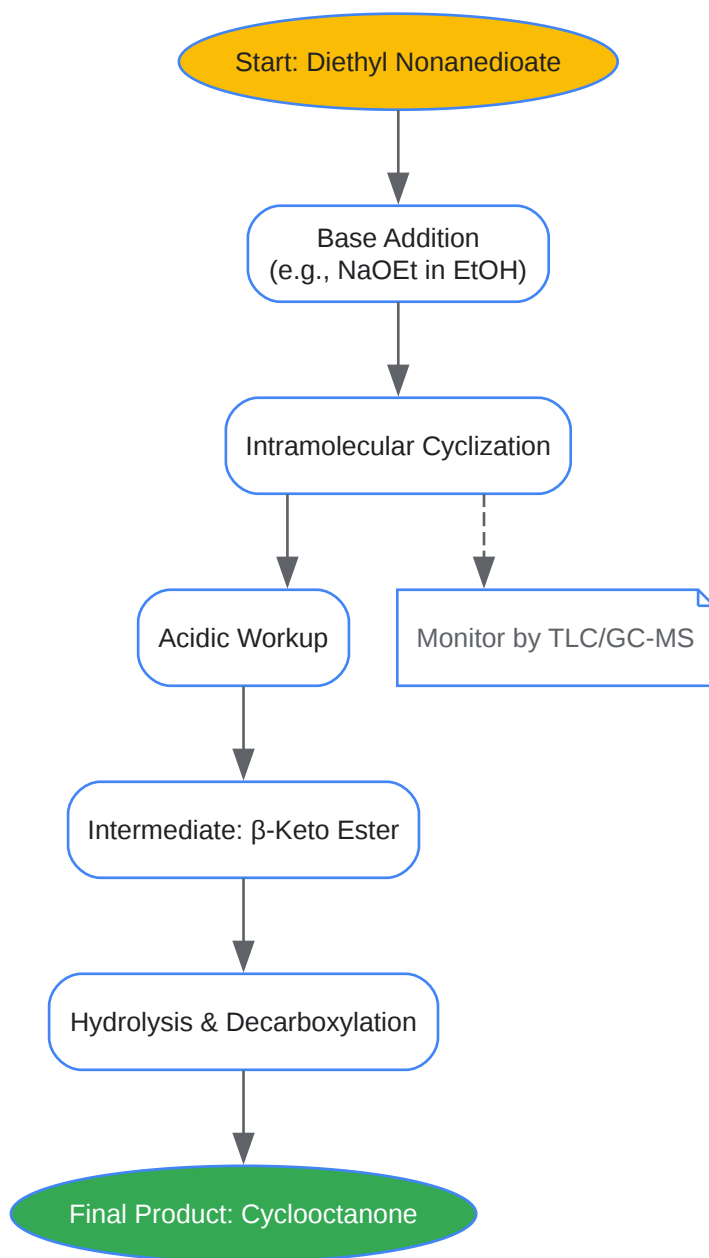 Start: Diethyl Nonanedioate
Base Addition
(e.g., NaOEt in EtOH)
Intramolecular Cyclization
Acidic Workup
Monitor by TLC/GC-MS
Intermediate: β-Keto Ester
Hydrolysis & Decarboxylation
Final Product: Cyclooctanone